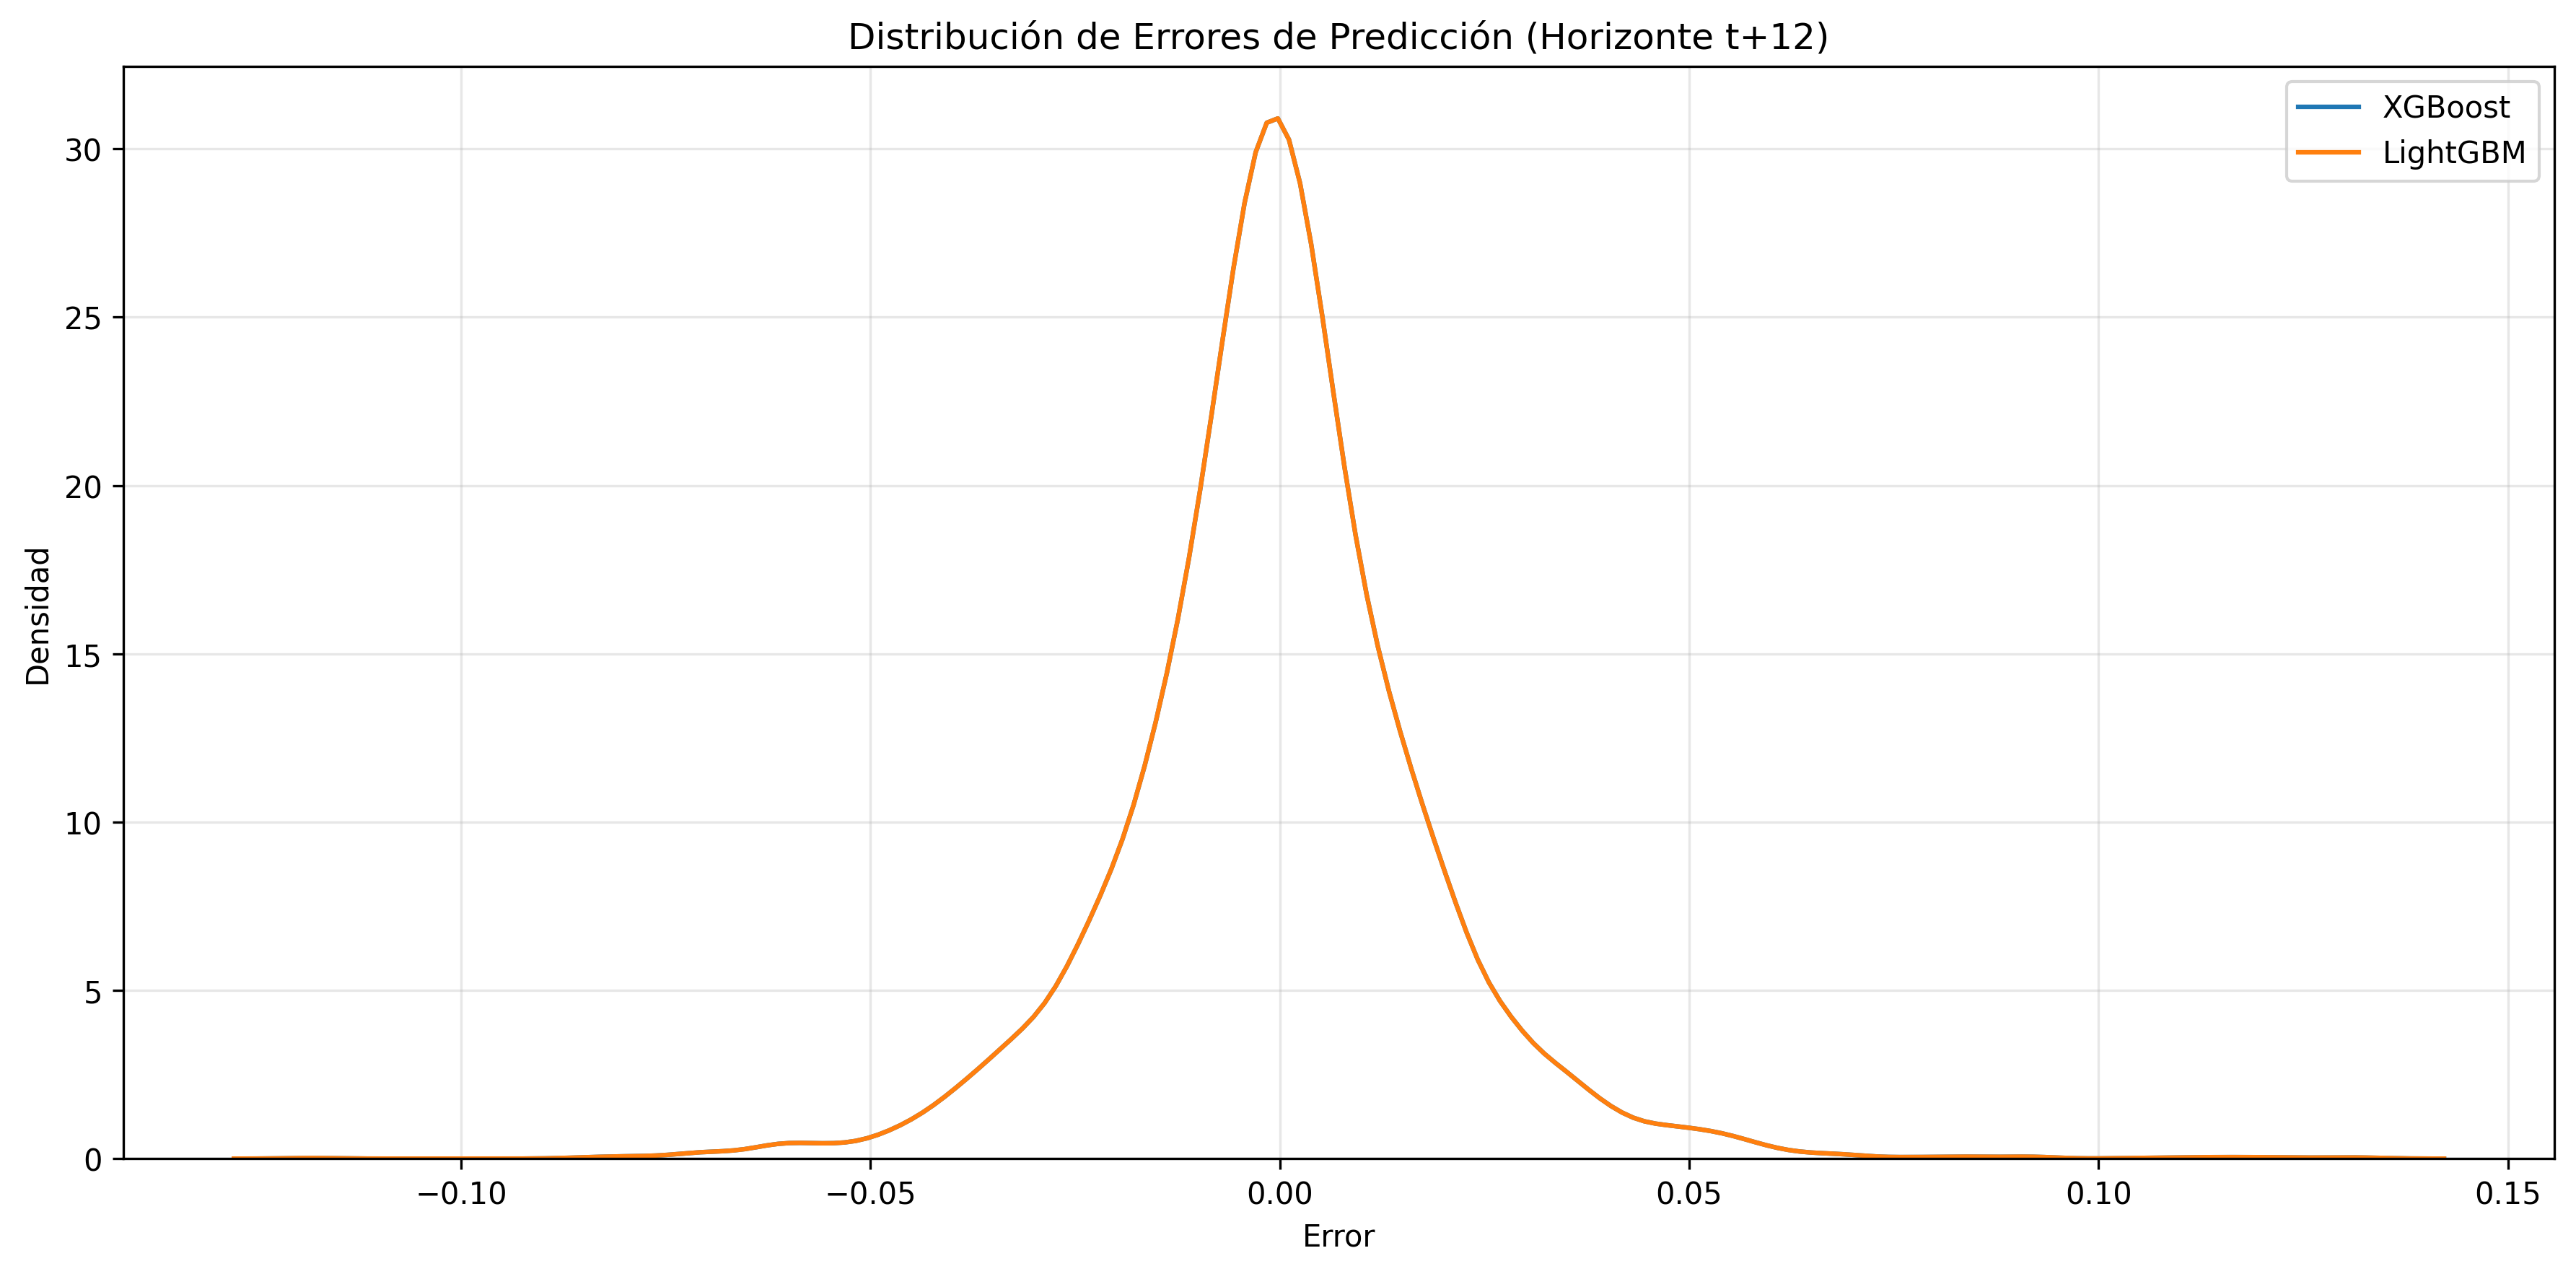 Distribución de Errores de Predicción (Horizonte t+12)
XGBoost
LightGBM
30
25
20
15
10
5
0
Densidad
−0.10
−0.05
0.00
0.05
0.10
0.15
Error